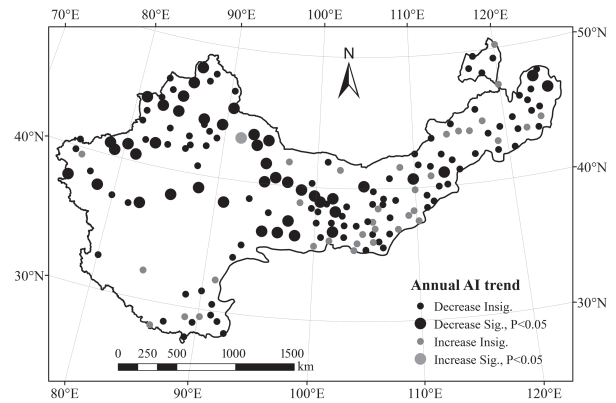 70°E 80°E 90°E 100°E 110°E 120°E
50°N
N
40°N
40°N
30°N
30°N
Annual AI trend
Decrease Insig.
Decrease Sig., P<0.05
Increase Insig.
Increase Sig., P<0.05
0 250 500 1000 1500
km
80°E 90°E 100°E 110°E 120°E